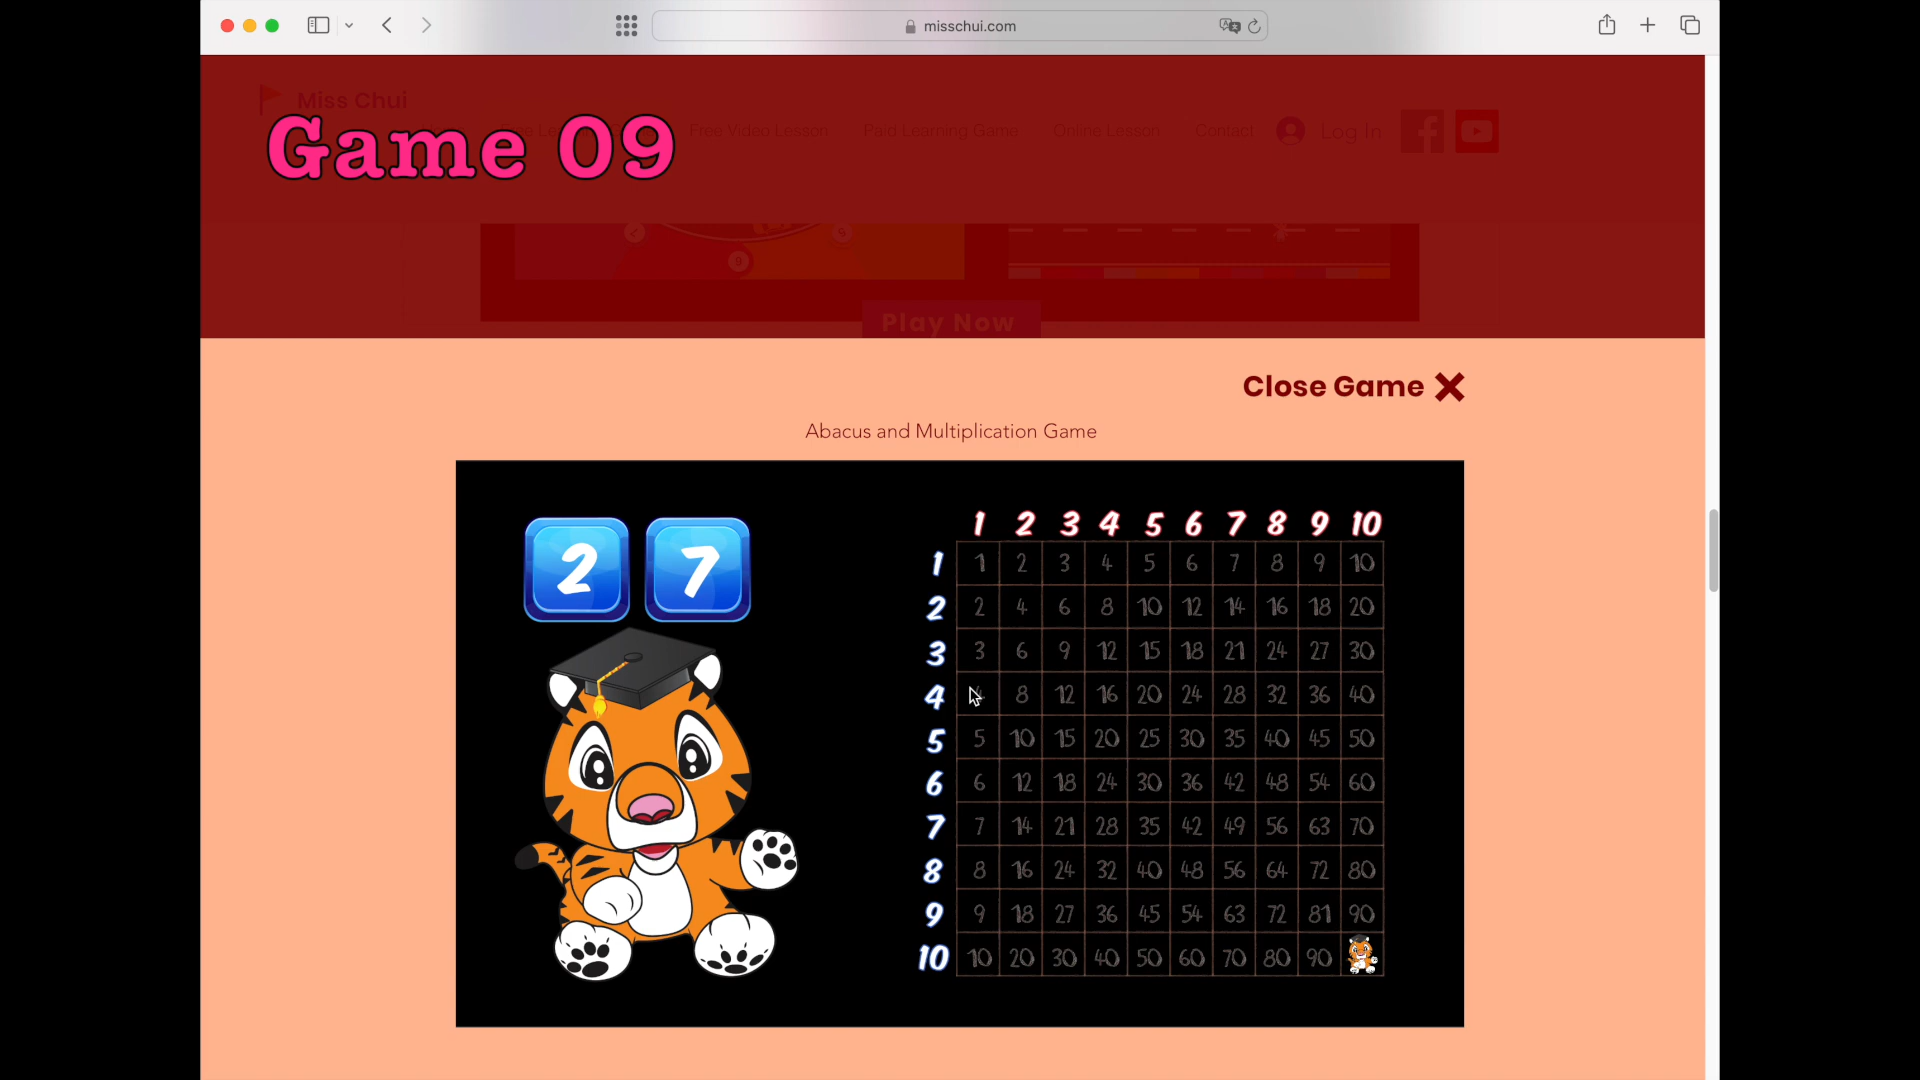 misschui.com
Miss Chui
Free Video Lesson Paid Learning Game Online Lesson Contact Log In
Game 09
2 9 9
Play Now
Close Game
Abacus and Multiplication Game
2 7
1 2 3 4 5 6 7 8 9 10
1 1 2 3 4 5 6 7 8 9 10
2 2 4 6 8 10 12 14 16 18 20
3 3 6 9 12 15 18 21 24 27 30
4 4 8 12 16 20 24 28 32 36 40
5 5 10 15 20 25 30 35 40 45 50
6 6 12 18 24 30 36 42 48 54 60
7 7 14 21 28 35 42 49 56 63 70
8 8 16 24 32 40 48 56 64 72 80
9 9 18 27 36 45 54 63 72 81 90
10 10 20 30 40 50 60 70 80 90